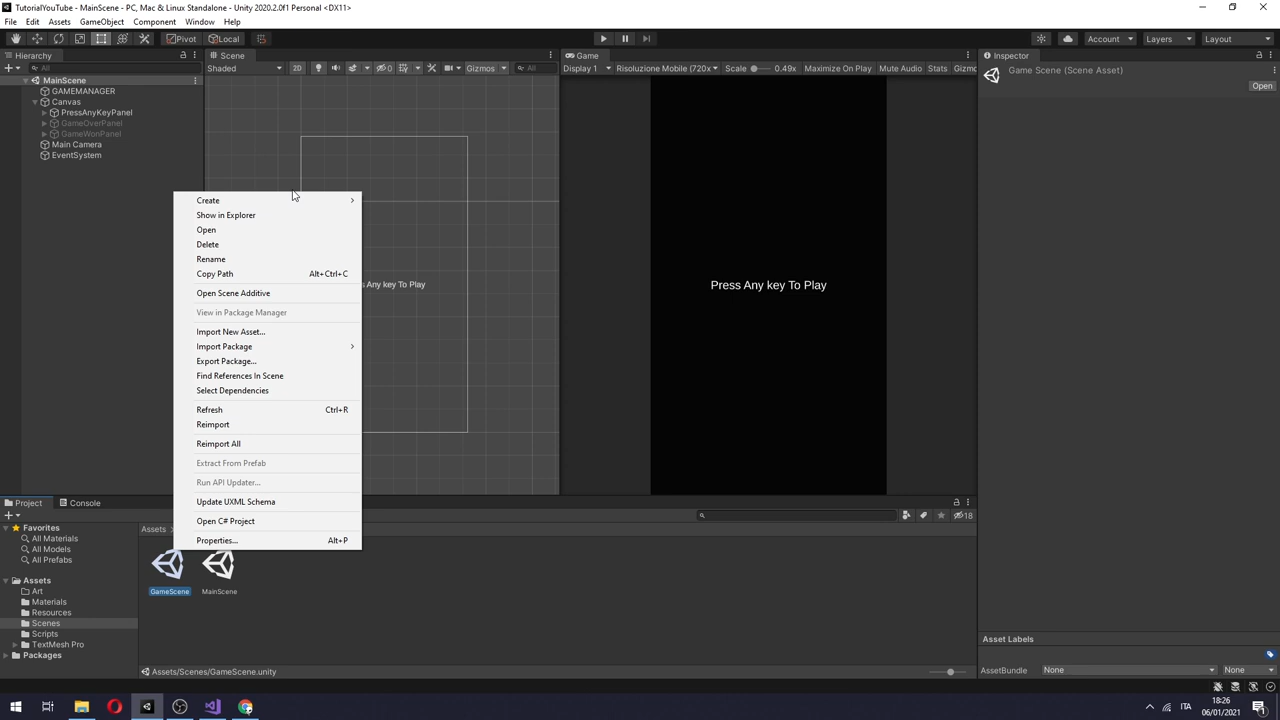 TutorialYouTube - MainScene - PC, Mac & Linux Standalone - Unity 2020.2.0f1 Personal <DX11>
File Edit Assets GameObject Component Window Help
Pivot Local Account Layers Layout
Hierarchy
All
MainScene
GAMEMANAGER
Canvas
PressAnyKeyPanel
GameOverPanel
GameWonPanel
Main Camera
EventSystem
Scene
Shaded 2D 0 Gizmos All
Game
Display 1 Risoluzione Mobile (720x Scale 0.49x Maximize On Play Mute Audio Stats Gizmo
Press Any key To Play
s Any key To Play
Inspector
Game Scene (Scene Asset)
Open
Create
Show in Explorer
Open
Delete
Rename
Copy Path Alt+Ctrl+C
Open Scene Additive
View in Package Manager
Import New Asset...
Import Package
Export Package...
Find References In Scene
Select Dependencies
Refresh Ctrl+R
Reimport
Reimport All
Extract From Prefab
Run API Updater...
Update UXML Schema
Open C# Project
Properties... Alt+P
Project Console
18
Favorites
All Materials
All Models
All Prefabs
Assets
Art
Materials
Resources
Scenes
Scripts
TextMesh Pro
Packages
Assets
GameScene MainScene
Assets/Scenes/GameScene.unity
Asset Labels
AssetBundle None None
ITA
18:26
06/01/2021
1